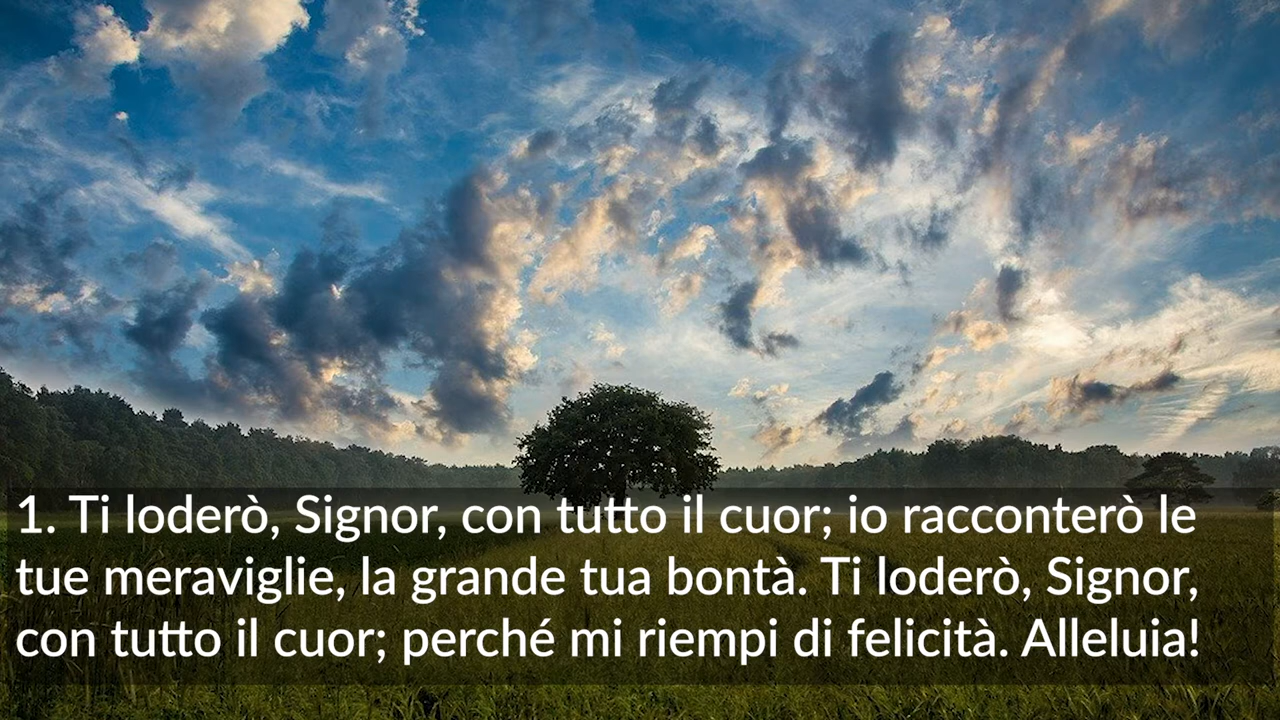 1. Ti loderò, Signor, con tutto il cuor; io racconterò le
tue meraviglie, la grande tua bontà. Ti loderò, Signor,
con tutto il cuor; perché mi riempi di felicità. Alleluia!